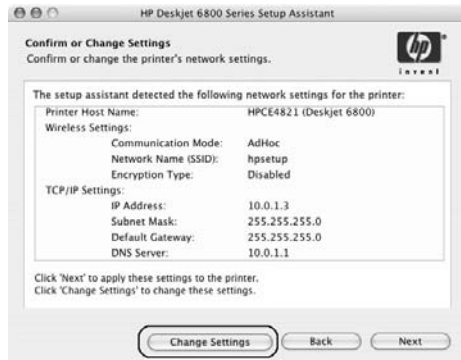 HP Deskjet 6800 Series Setup Assistant
Confirm or Change Settings
Confirm or change the printer's network settings.
hp
invent
The setup assistant detected the following network settings for the printer:
Printer Host Name: HPCE4821 (Deskjet 6800)
Wireless Settings:
Communication Mode: AdHoc
Network Name (SSID): hpsetup
Encryption Type: Disabled
TCP/IP Settings:
IP Address: 10.0.1.3
Subnet Mask: 255.255.255.0
Default Gateway: 255.255.255.0
DNS Server: 10.0.1.1
Click 'Next' to apply these settings to the printer.
Click 'Change Settings' to change these settings.
Change Settings Back Next